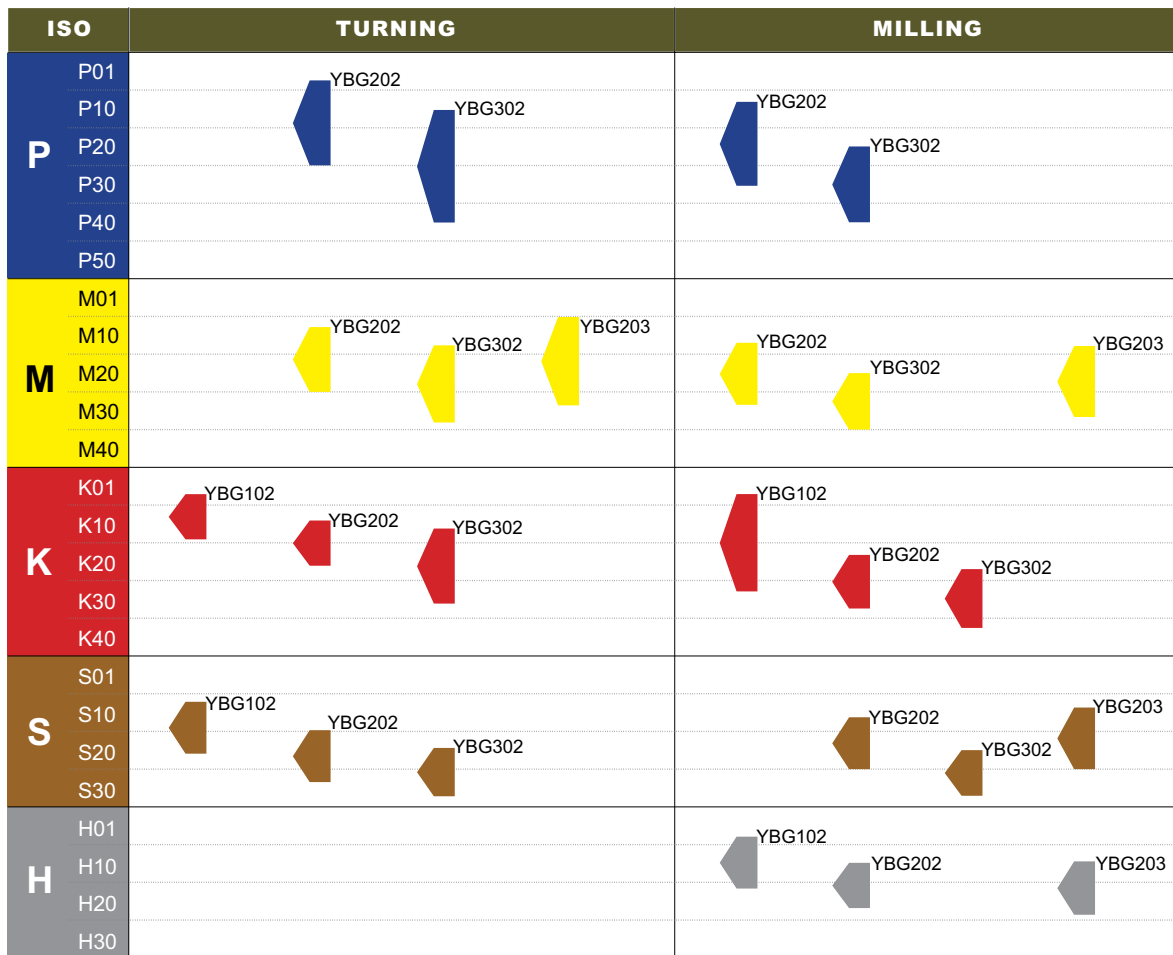 ISO TURNING MILLING
P
P01
YBG202
P10
YBG302
YBG202
P20
YBG302
P30
P40
P50
M
M01
M10
YBG202
YBG302
YBG203
YBG202
YBG203
M20
YBG302
M30
M40
K
K01
YBG102
YBG102
K10
YBG202
YBG302
K20
YBG202
YBG302
K30
K40
S
S01
YBG102
S10
YBG202
YBG202
YBG203
S20
YBG302
YBG302
S30
H
H01
YBG102
H10
YBG202
YBG203
H20
H30